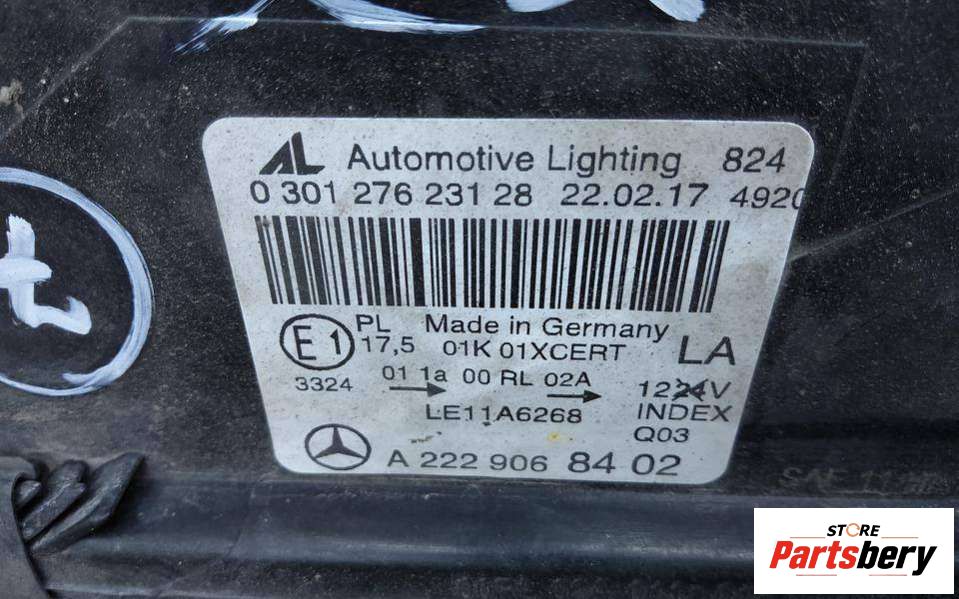 AL Automotive Lighting 824
0 301 276 231 28 22.02.17 4920
E1
PL Made in Germany
17,5 01K 01XCERT LA
3324 01 1a 00 RL 02A 1224V
LE11A6268 INDEX
Q03
A 222 906 84 02
STORE
Partsbery